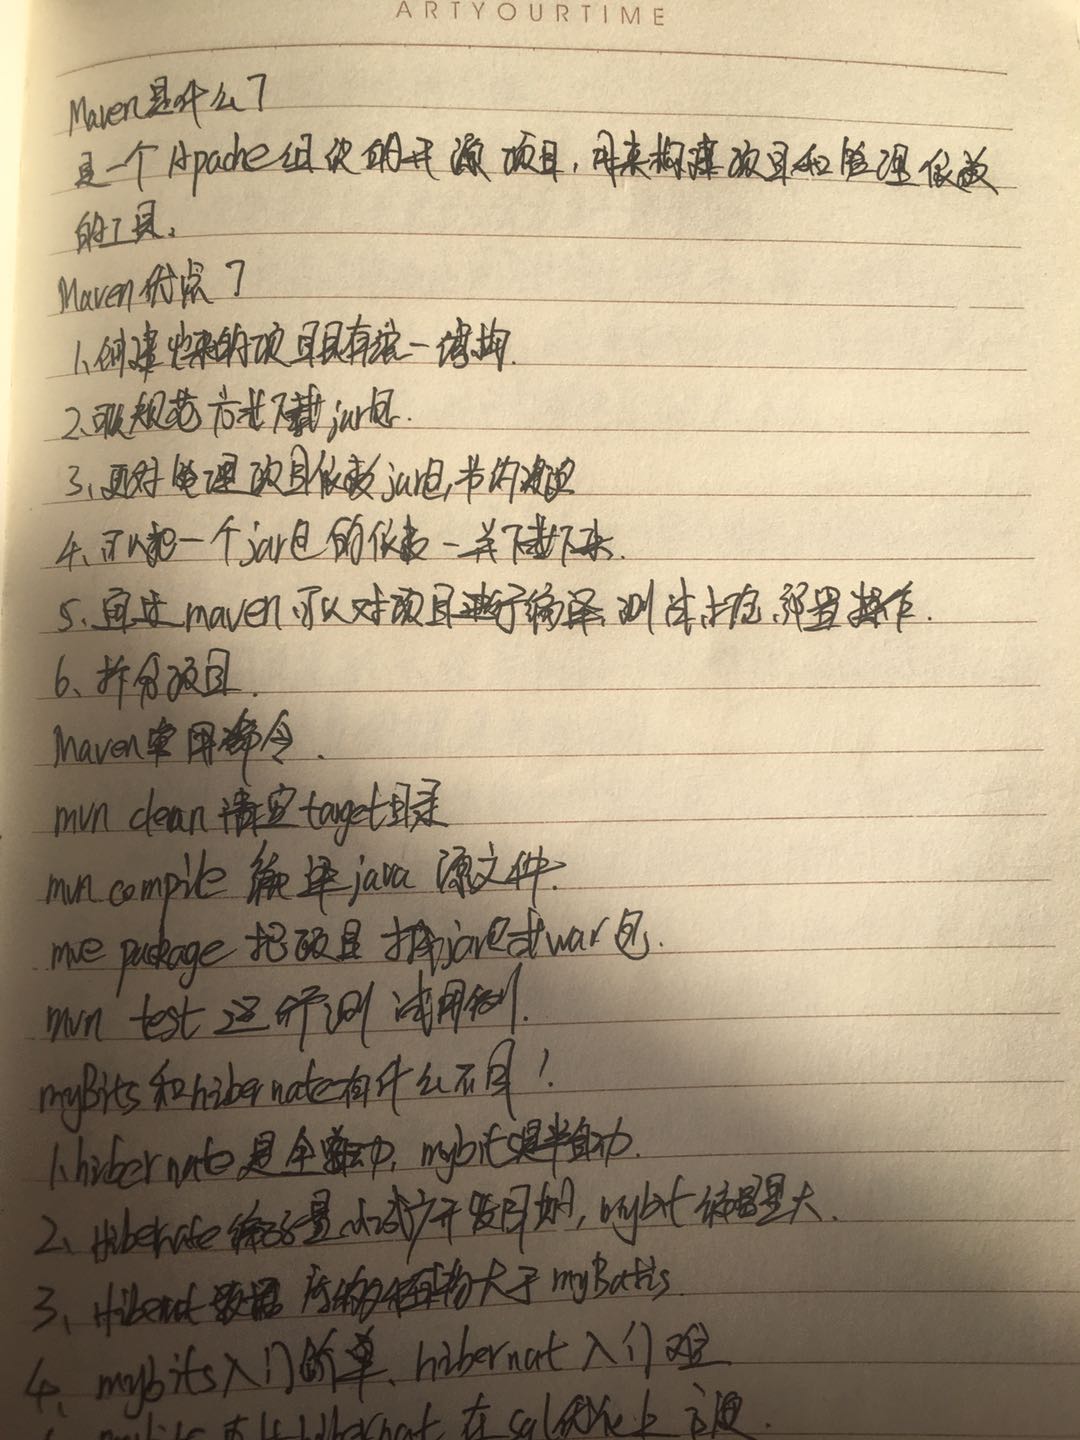 ARTYOURTIME
Maven是什么?
是一个Apache组织的开源项目,用来构建项目和管理依赖
的工具。
Maven优点?
1、创建出来的项目具有统一结构.
2、可以规范方式下载jar包.
3、更好管理项目依赖jar包,节约
4、可以把一个jar包的依赖一并下载下来.
5、通过maven可以对项目进行编译,测试,打包,部署操作.
6、拆分项目.
Maven常用命令.
mvn clean 清空target目录
mvn compile 编译java 源文件.
mve package 把项目打成jar包或war包.
mvn test 运行测试用例.
myBits和hibernate有什么不同?
1.hibernate是全自动,mybits是半自动.
2、Hibernate编码量小,开发周期,mybit编码量大.
3、Hibernat数据库大于myBatis.
4、mybits入门简单、hibernat入门难
hibernat 在sql优化上方便.